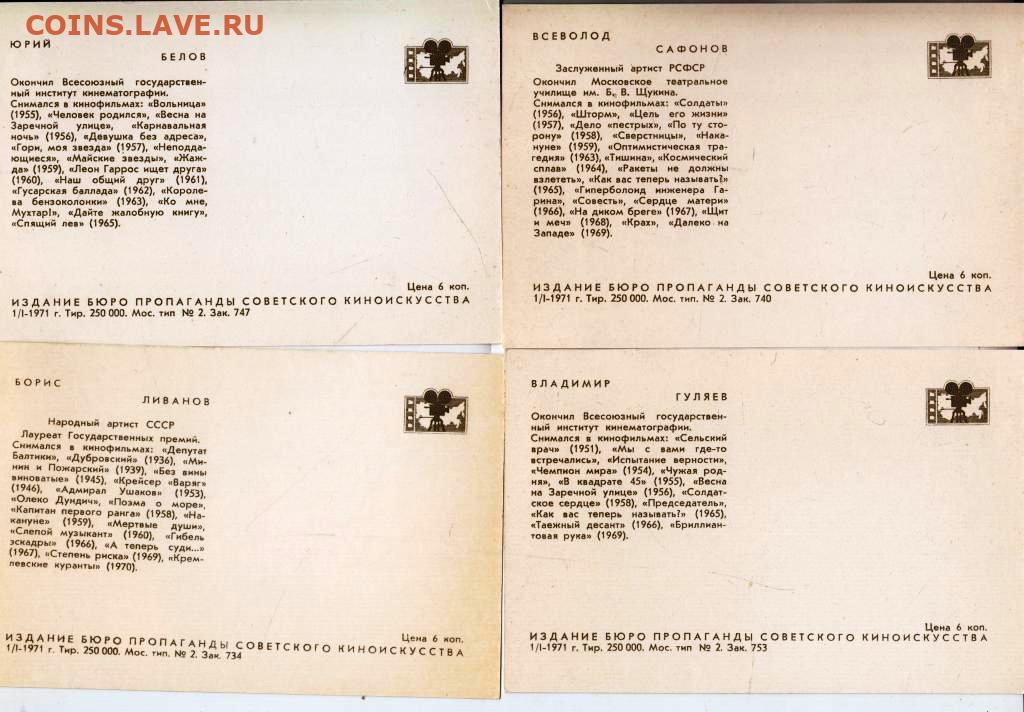 COINS.LAVE.RU
ЮРИЙ
БЕЛОВ
Окончил Всесоюзный государствен-
ный институт кинематографии.
Снимался в кинофильмах: «Вольница»
(1955), «Человек родился», «Весна на
Заречной улице», «Карнавальная
ночь» (1956), «Девушка без адреса»,
«Гори, моя звезда» (1957), «Неподда-
ющиеся», «Майские звезды», «Жаж-
да» (1959), «Леон Гаррос ищет друга»
(1960), «Наш общий друг» (1961),
«Гусарская баллада» (1962), «Короле-
ва бензоколонки» (1963), «Ко мне,
Мухтар!», «Дайте жалобную книгу»,
«Спящий лев» (1965).
Цена 6 коп.
ИЗДАНИЕ БЮРО ПРОПАГАНДЫ СОВЕТСКОГО КИНОИСКУССТВА
1/I-1971 г. Тир. 250 000. Мос. тип № 2. Зак. 747
ВСЕВОЛОД
САФОНОВ
Заслуженный артист РСФСР
Окончил Московское театральное
училище им. Б. В. Щукина.
Снимался в кинофильмах: «Солдаты»
(1956), «Шторм», «Цель его жизни»
(1957), «Дело «пестрых», «По ту сто-
рону» (1958), «Сверстницы», «Нака-
нуне» (1959), «Оптимистическая тра-
гедия» (1963), «Тишина», «Космический
сплав» (1964), «Ракеты не должны
взлететь», «Как вас теперь называть?»
(1965), «Гиперболоид инженера Га-
рина», «Совесть», «Сердце матери»
(1966), «На диком бреге» (1967), «Щит
и меч» (1968), «Крах», «Далеко на
Западе» (1969).
Цена 6 коп.
ИЗДАНИЕ БЮРО ПРОПАГАНДЫ СОВЕТСКОГО КИНОИСКУССТВА
1/I-1971 г. Тир. 250 000. Мос. тип. № 2. Зак. 740
БОРИС
ЛИВАНОВ
Народный артист СССР
Лауреат Государственных премий.
Снимался в кинофильмах: «Депутат
Балтики», «Дубровский» (1936), «Ми-
нин и Пожарский» (1939), «Без вины
виноватые» (1945), «Крейсер «Варяг»
(1946), «Адмирал Ушаков» (1953),
«Олеко Дундич», «Поэма о море»,
«Капитан первого ранга» (1958), «На-
кануне» (1959), «Мертвые души»,
«Слепой музыкант» (1960), «Гибель
эскадры» (1966), «А теперь суди...»
(1967), «Степень риска» (1969), «Крем-
левские куранты» (1970).
Цена 6 коп.
ИЗДАНИЕ БЮРО ПРОПАГАНДЫ СОВЕТСКОГО КИНОИСКУССТВА
1/I-1971 г. Тир. 250 000. Мос. тип. № 2. Зак. 734
ВЛАДИМИР
ГУЛЯЕВ
Окончил Всесоюзный государствен-
ный институт кинематографии.
Снимался в кинофильмах: «Сельский
врач» (1951), «Мы с вами где-то
встречались», «Испытание верности»,
«Чемпион мира» (1954), «Чужая род-
ня», «В квадрате 45» (1955), «Весна
на Заречной улице» (1956), «Солдат-
ское сердце» (1958), «Председатель»,
«Как вас теперь называть?» (1965),
«Таежный десант» (1966), «Бриллиан-
товая рука» (1969).
Цена 6 коп.
ИЗДАНИЕ БЮРО ПРОПАГАНДЫ СОВЕТСКОГО КИНОИСКУССТВА
1/I-1971 г. Тир. 250 000. Мос. тип. № 2. Зак. 753